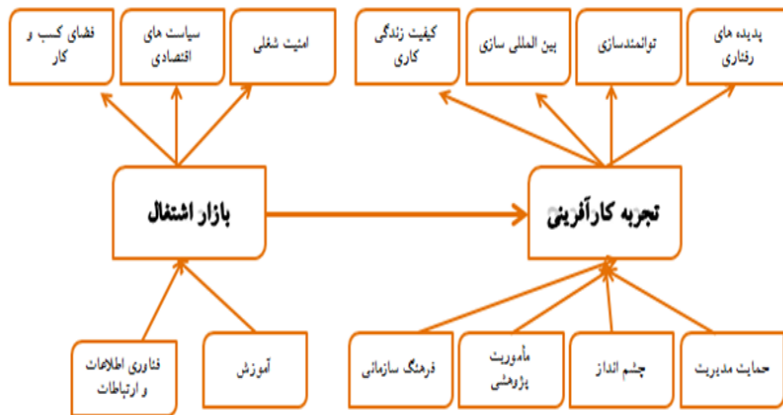 پدیده های
رفتاری
توانمندسازی
بین المللی سازی
کیفیت زندگی
کاری
امنیت شغلی
سیاست های
اقتصادی
فضای کسب و
کار
تجربه کارآفرینی
بازار اشتغال
حمایت مدیریت
چشم انداز
مأموریت
پژوهشی
فرهنگ سازمانی
آموزش
فناوری اطلاعات
و ارتباطات